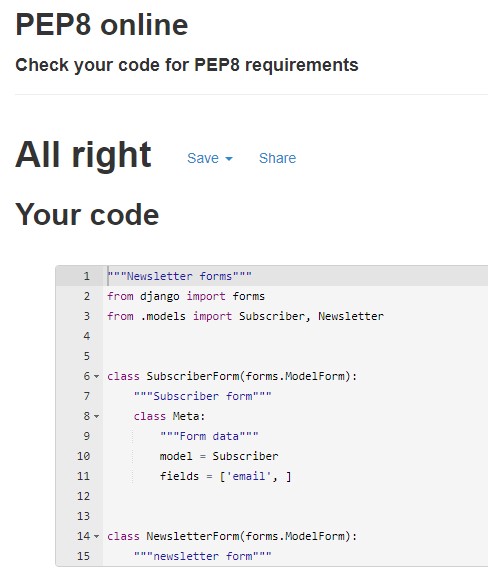 PEP8 online
Check your code for PEP8 requirements
All right Save Share
Your code
1 """Newsletter forms"""
2 from django import forms
3 from .models import Subscriber, Newsletter
4
5
6 class SubscriberForm(forms.ModelForm):
7     """Subscriber form"""
8     class Meta:
9         """Form data"""
10         model = Subscriber
11         fields = ['email', ]
12
13
14 class NewsletterForm(forms.ModelForm):
15     """newsletter form"""